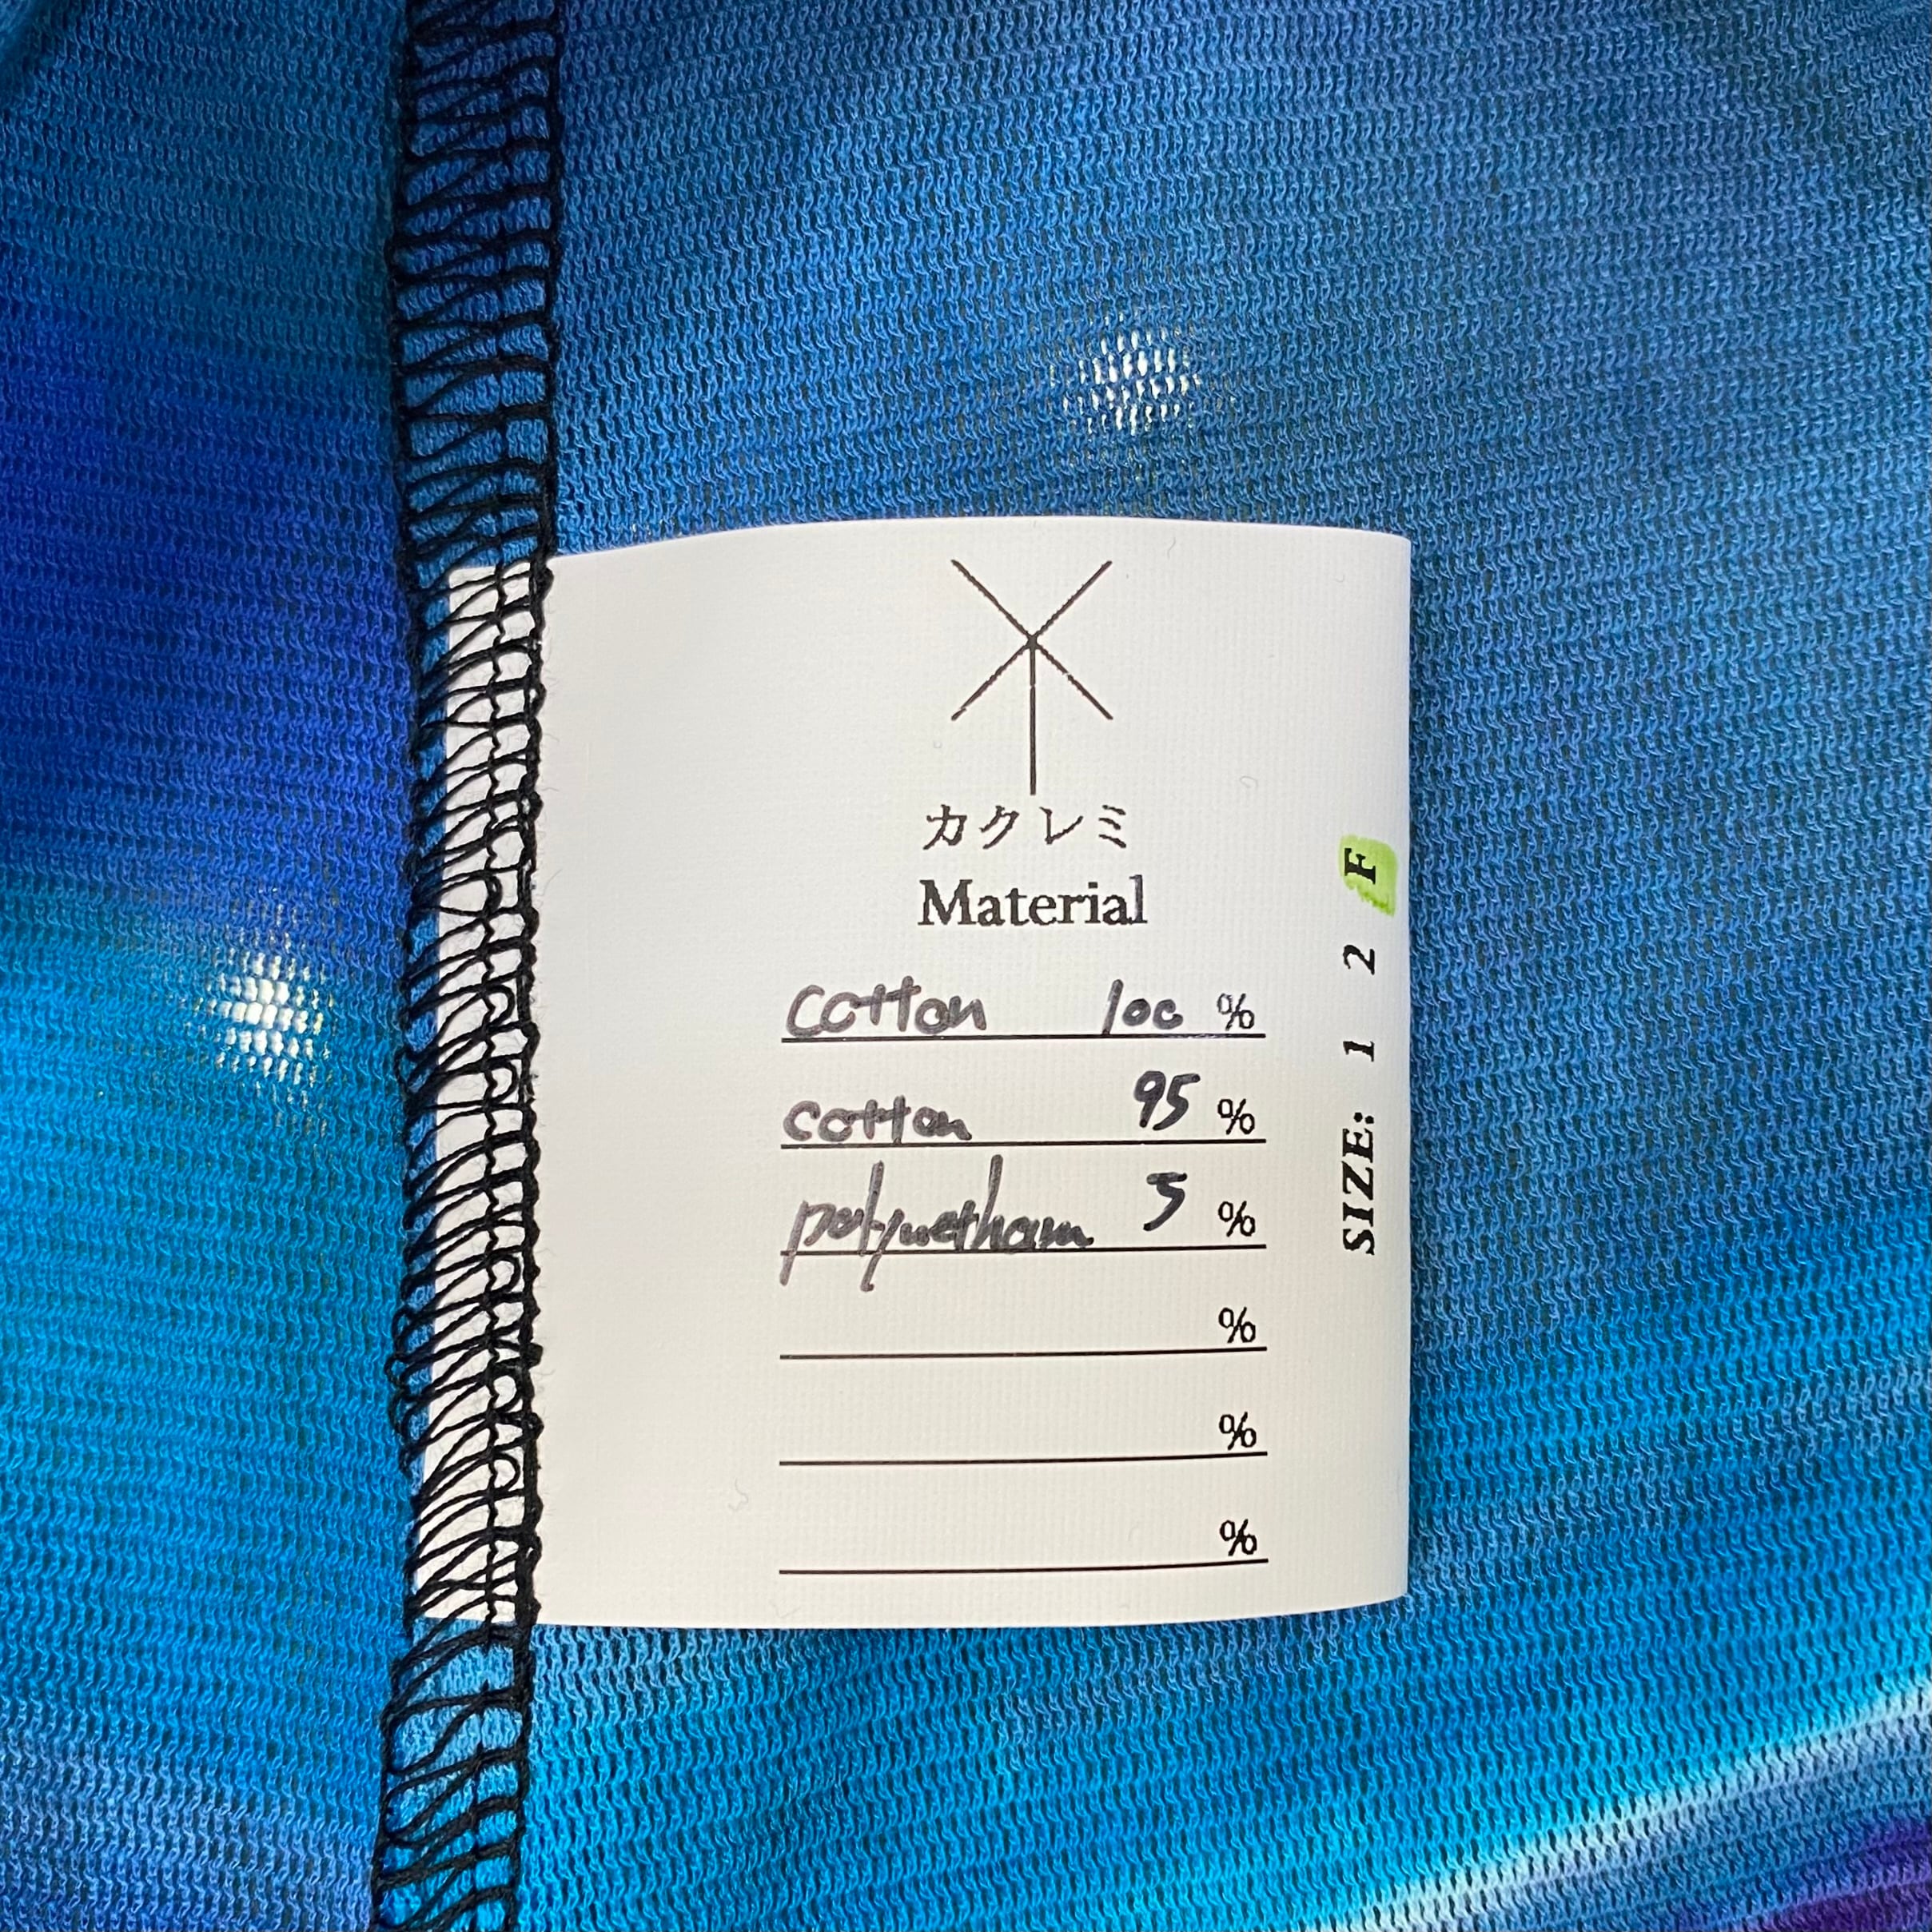 カクレミ
Material
cotton 100 %
cotton 95 %
polyurethane 5 %
%
%
%
SIZE: 1 2 F